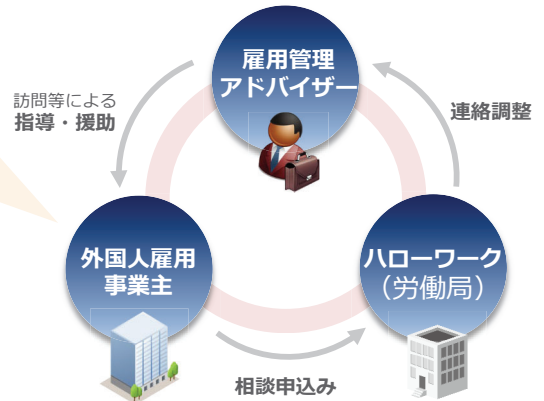 雇用管理
アドバイザー
訪問等による
指導・援助
連絡調整
外国人雇用
事業主
ハローワーク
（労働局）
相談申込み